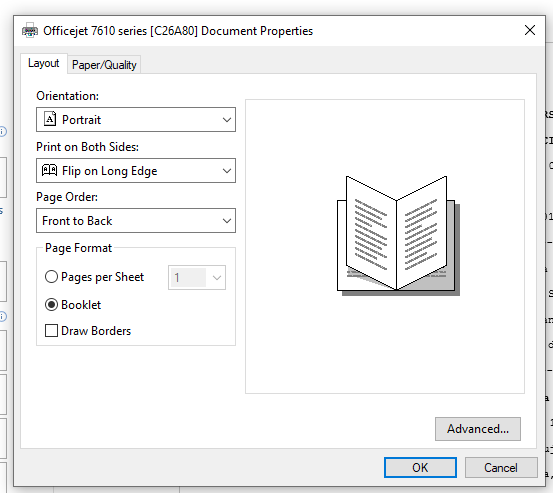 Officejet 7610 series [C26A80] Document Properties
Layout
Paper/Quality
Orientation:
Portrait
Print on Both Sides:
Flip on Long Edge
Page Order:
Front to Back
Page Format
Pages per Sheet
1
Booklet
Draw Borders
Advanced...
OK
Cancel